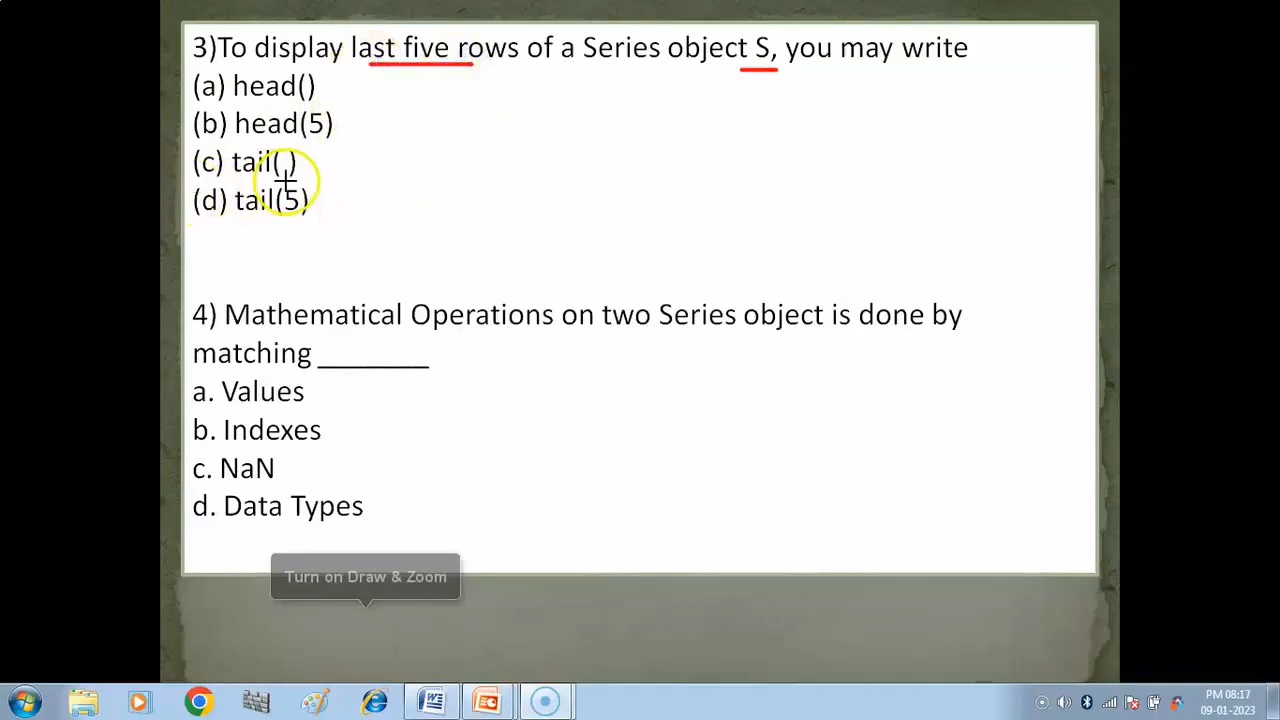 3)To display last five rows of a Series object S, you may write
(a) head()
(b) head(5)
(c) tail( )
(d) tail(5)
4) Mathematical Operations on two Series object is done by
matching _______
a. Values
b. Indexes
c. NaN
d. Data Types
Turn on Draw & Zoom
PM 08:17
09-01-2023